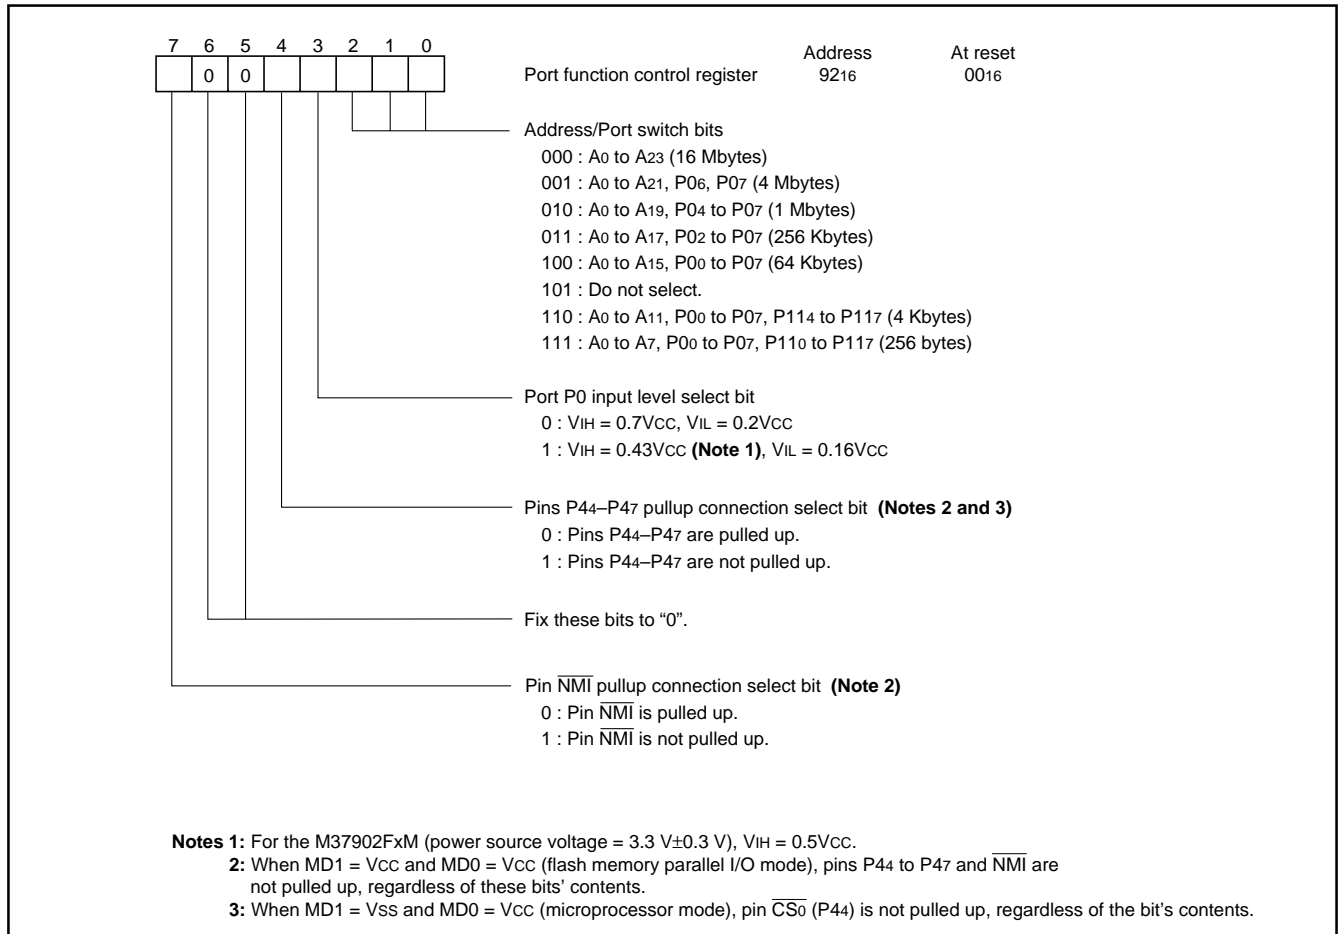 7 6 5 4 3 2 1 0
0 0
Address At reset
Port function control register 9216 0016
Address/Port switch bits
000 : A0 to A23 (16 Mbytes)
001 : A0 to A21, P06, P07 (4 Mbytes)
010 : A0 to A19, P04 to P07 (1 Mbytes)
011 : A0 to A17, P02 to P07 (256 Kbytes)
100 : A0 to A15, P00 to P07 (64 Kbytes)
101 : Do not select.
110 : A0 to A11, P00 to P07, P114 to P117 (4 Kbytes)
111 : A0 to A7, P00 to P07, P110 to P117 (256 bytes)
Port P0 input level select bit
0 : VIH = 0.7VCC, VIL = 0.2VCC
1 : VIH = 0.43VCC (Note 1), VIL = 0.16VCC
Pins P44–P47 pullup connection select bit (Notes 2 and 3)
0 : Pins P44–P47 are pulled up.
1 : Pins P44–P47 are not pulled up.
Fix these bits to “0”.
Pin N̅M̅I̅ pullup connection select bit (Note 2)
0 : Pin N̅M̅I̅ is pulled up.
1 : Pin N̅M̅I̅ is not pulled up.
Notes 1: For the M37902FxM (power source voltage = 3.3 V±0.3 V), VIH = 0.5VCC.
2: When MD1 = VCC and MD0 = VCC (flash memory parallel I/O mode), pins P44 to P47 and N̅M̅I̅ are
not pulled up, regardless of these bits’ contents.
3: When MD1 = VSS and MD0 = VCC (microprocessor mode), pin C̅S̅0̅ (P44) is not pulled up, regardless of the bit’s contents.